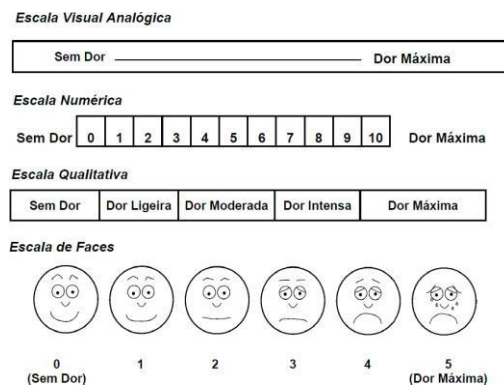 Escala Visual Analógica
Sem Dor Dor Máxima
Escala Numérica
Sem Dor 0 1 2 3 4 5 6 7 8 9 10 Dor Máxima
Escala Qualitativa
Sem Dor Dor Ligeira Dor Moderada Dor Intensa Dor Máxima
Escala de Faces
0 1 2 3 4 5
(Sem Dor) (Dor Máxima)